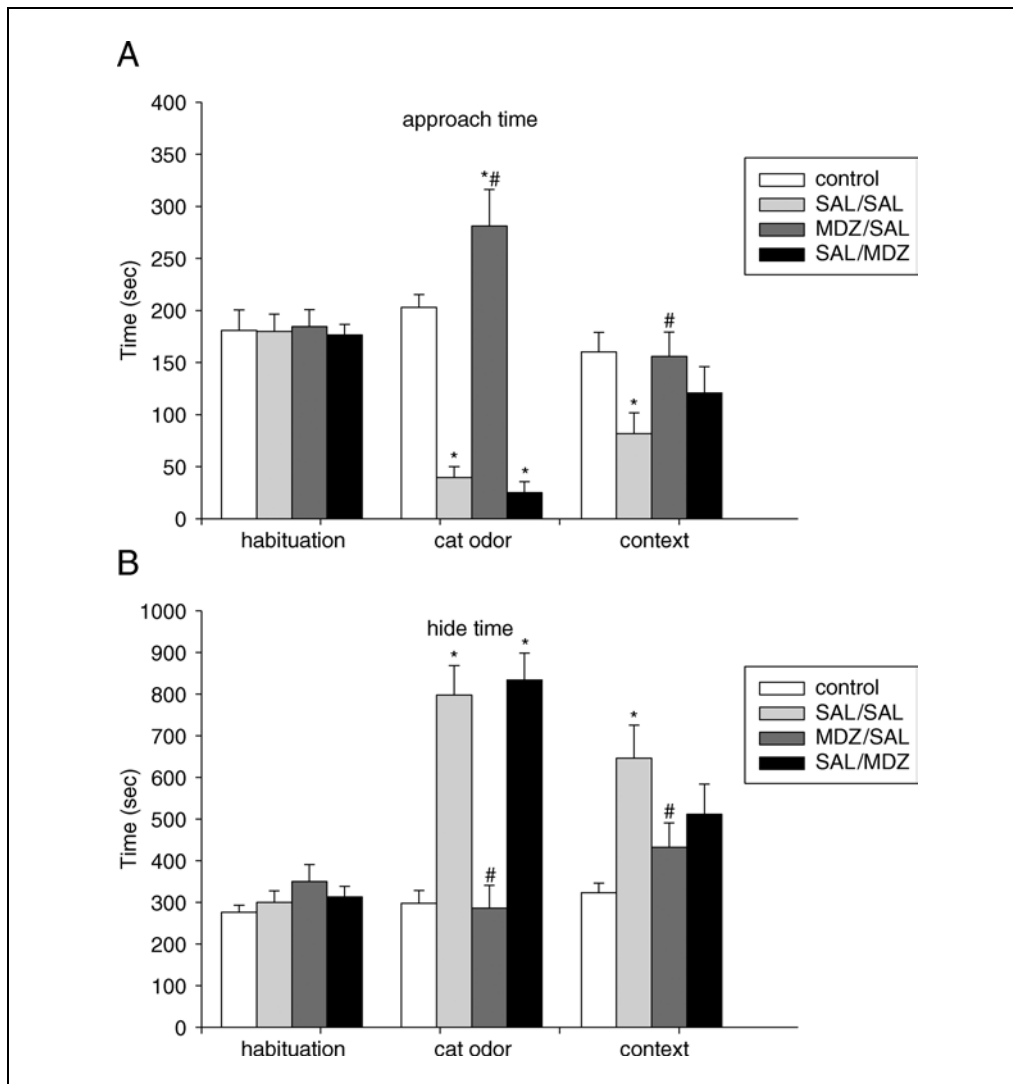 A
approach time
Time (sec)
400
350
300
250
200
150
100
50
0
*#
*
*
*
#
habituation
cat odor
context
control
SAL/SAL
MDZ/SAL
SAL/MDZ
B
hide time
Time (sec)
1000
900
800
700
600
500
400
300
200
100
0
*
#
*
*
#
habituation
cat odor
context
control
SAL/SAL
MDZ/SAL
SAL/MDZ